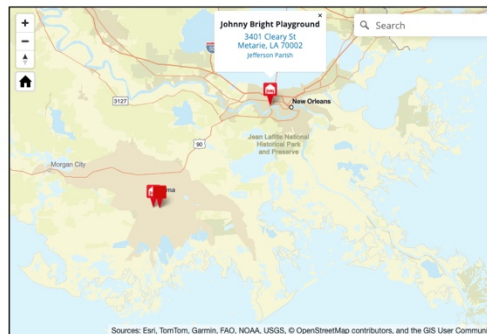 Johnny Bright Playground
3401 Cleary St
Metarie, LA 70002
Jefferson Parish
Search
3127
New Orleans
Jean Lafitte National
Historical Park
and Preserve
90
Morgan City
Sources: Esri, TomTom, Garmin, FAO, NOAA, USGS, © OpenStreetMap contributors, and the GIS User Communi